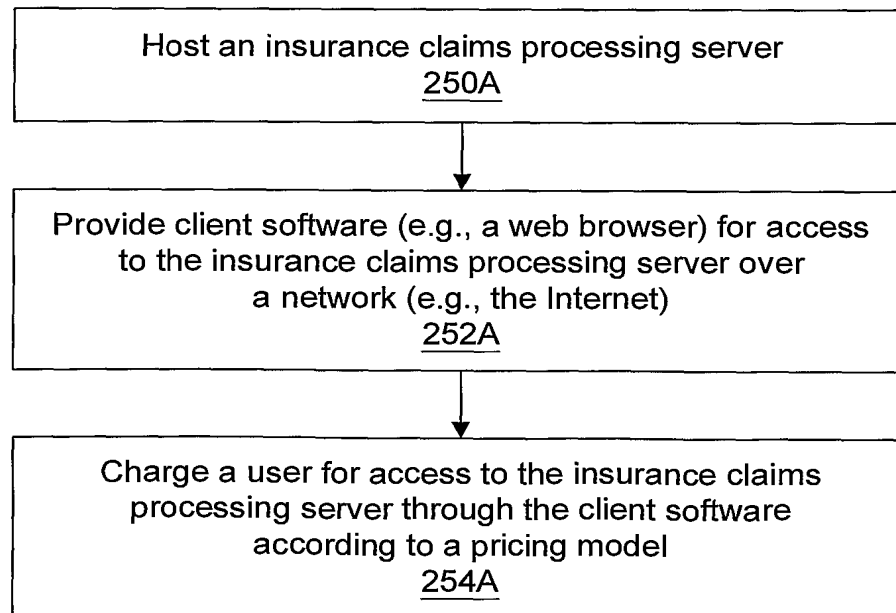 Host an insurance claims processing server
250A
Provide client software (e.g., a web browser) for access
to the insurance claims processing server over
a network (e.g., the Internet)
252A
Charge a user for access to the insurance claims
processing server through the client software
according to a pricing model
254A